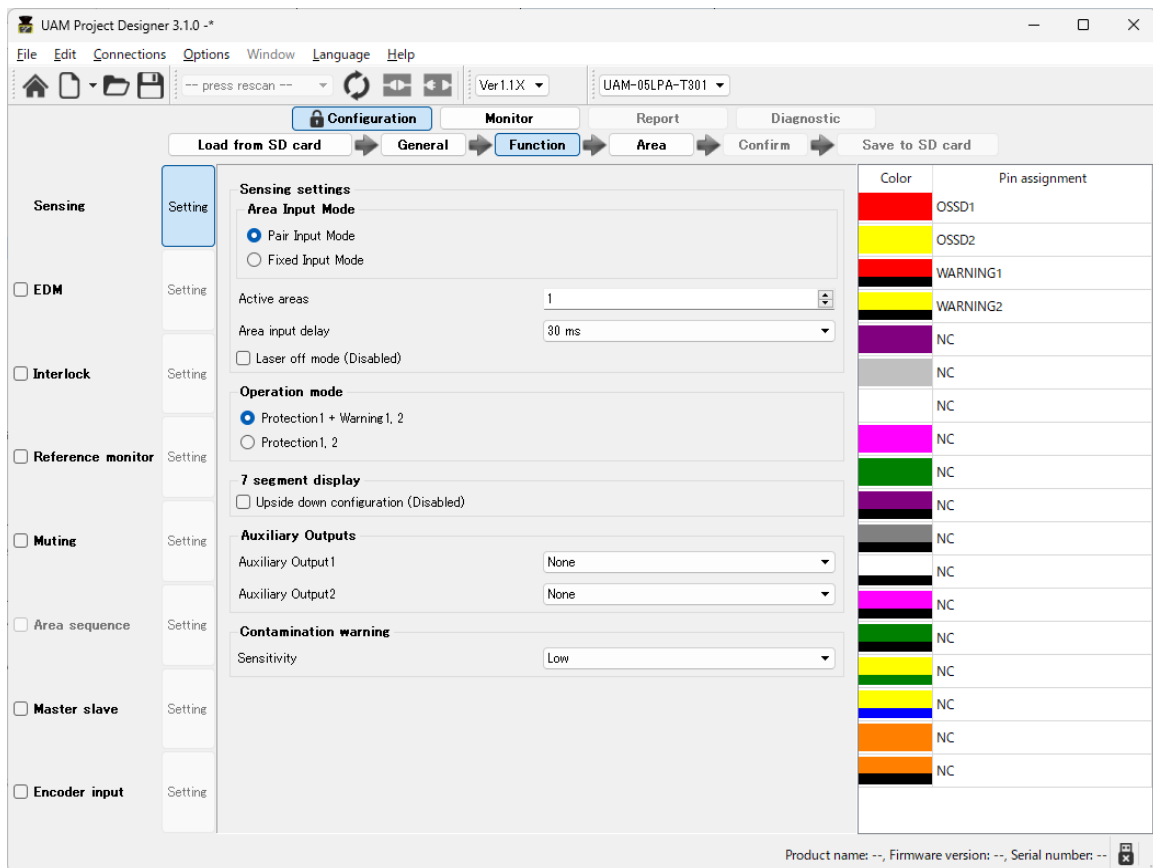 UAM Project Designer 3.1.0 -*
File Edit Connections Options Window Language Help
-- press rescan -- Ver1.1X UAM-05LPA-T301
Configuration Monitor Report Diagnostic
Load from SD card General Function Area Confirm Save to SD card
Sensing Setting
EDM Setting
Interlock Setting
Reference monitor Setting
Muting Setting
Area sequence Setting
Master slave Setting
Encoder input Setting
Sensing settings
Area Input Mode
Pair Input Mode
Fixed Input Mode
Active areas 1
Area input delay 30 ms
Laser off mode (Disabled)
Operation mode
Protection1 + Warning1, 2
Protection1, 2
7 segment display
Upside down configuration (Disabled)
Auxiliary Outputs
Auxiliary Output1 None
Auxiliary Output2 None
Contamination warning
Sensitivity Low
Color Pin assignment
OSSD1
OSSD2
WARNING1
WARNING2
NC
NC
NC
NC
NC
NC
NC
NC
NC
NC
NC
NC
NC
NC
Product name: --, Firmware version: --, Serial number: --